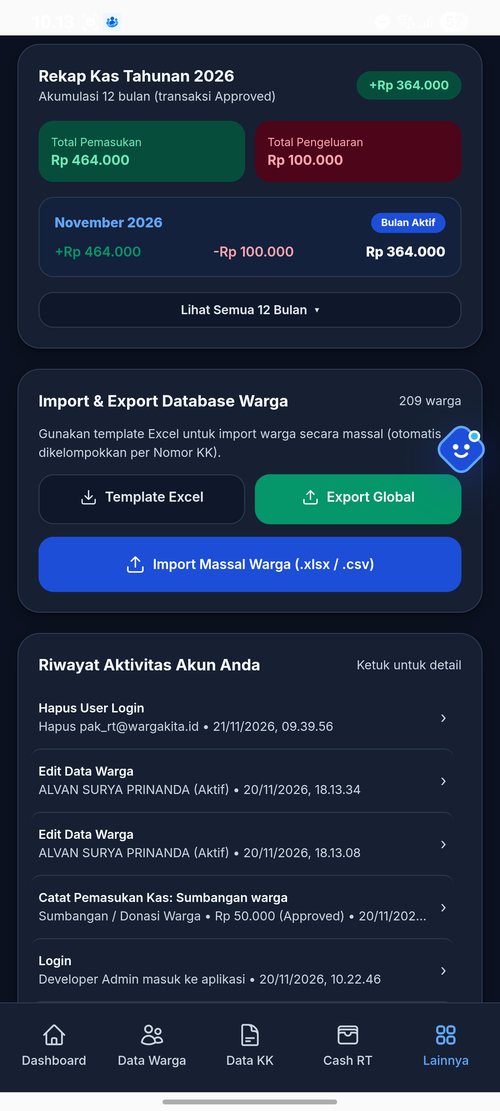 10.13
Rekap Kas Tahunan 2026
Akumulasi 12 bulan (transaksi Approved)
+Rp 364.000
Total Pemasukan
Rp 464.000
Total Pengeluaran
Rp 100.000
November 2026
Bulan Aktif
+Rp 464.000
-Rp 100.000
Rp 364.000
Lihat Semua 12 Bulan ▾
Import & Export Database Warga
209 warga
Gunakan template Excel untuk import warga secara massal (otomatis
dikelompokkan per Nomor KK).
Template Excel
Export Global
Import Massal Warga (.xlsx / .csv)
Riwayat Aktivitas Akun Anda
Ketuk untuk detail
Hapus User Login
Hapus pak_rt@wargakita.id • 21/11/2026, 09.39.56
Edit Data Warga
ALVAN SURYA PRINANDA (Aktif) • 20/11/2026, 18.13.34
Edit Data Warga
ALVAN SURYA PRINANDA (Aktif) • 20/11/2026, 18.13.08
Catat Pemasukan Kas: Sumbangan warga
Sumbangan / Donasi Warga • Rp 50.000 (Approved) • 20/11/202...
Login
Developer Admin masuk ke aplikasi • 20/11/2026, 10.22.46
Dashboard
Data Warga
Data KK
Cash RT
Lainnya